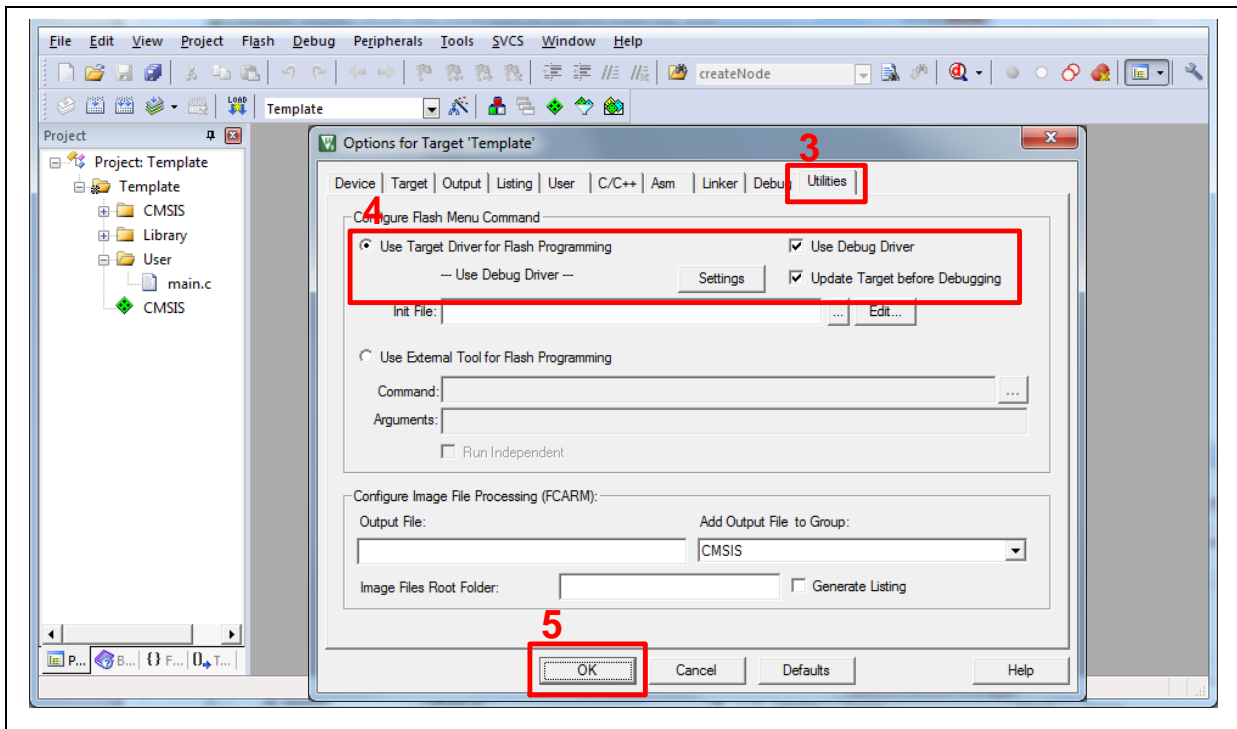 File Edit View Project Flash Debug Peripherals Tools SVCS Window Help
createNode
LOAD Template
Project
Project: Template
Template
CMSIS
Library
User
main.c
CMSIS
P... B... {} F... 0 T...
Options for Target 'Template'
3
Device Target Output Listing User C/C++ Asm Linker Debug Utilities
4
Configure Flash Menu Command
Use Target Driver for Flash Programming Use Debug Driver
--- Use Debug Driver --- Settings Update Target before Debugging
Init File: ... Edit...
Use External Tool for Flash Programming
Command: ...
Arguments:
Run Independent
Configure Image File Processing (FCARM):
Output File: Add Output File to Group:
CMSIS
Image Files Root Folder: Generate Listing
5
OK Cancel Defaults Help